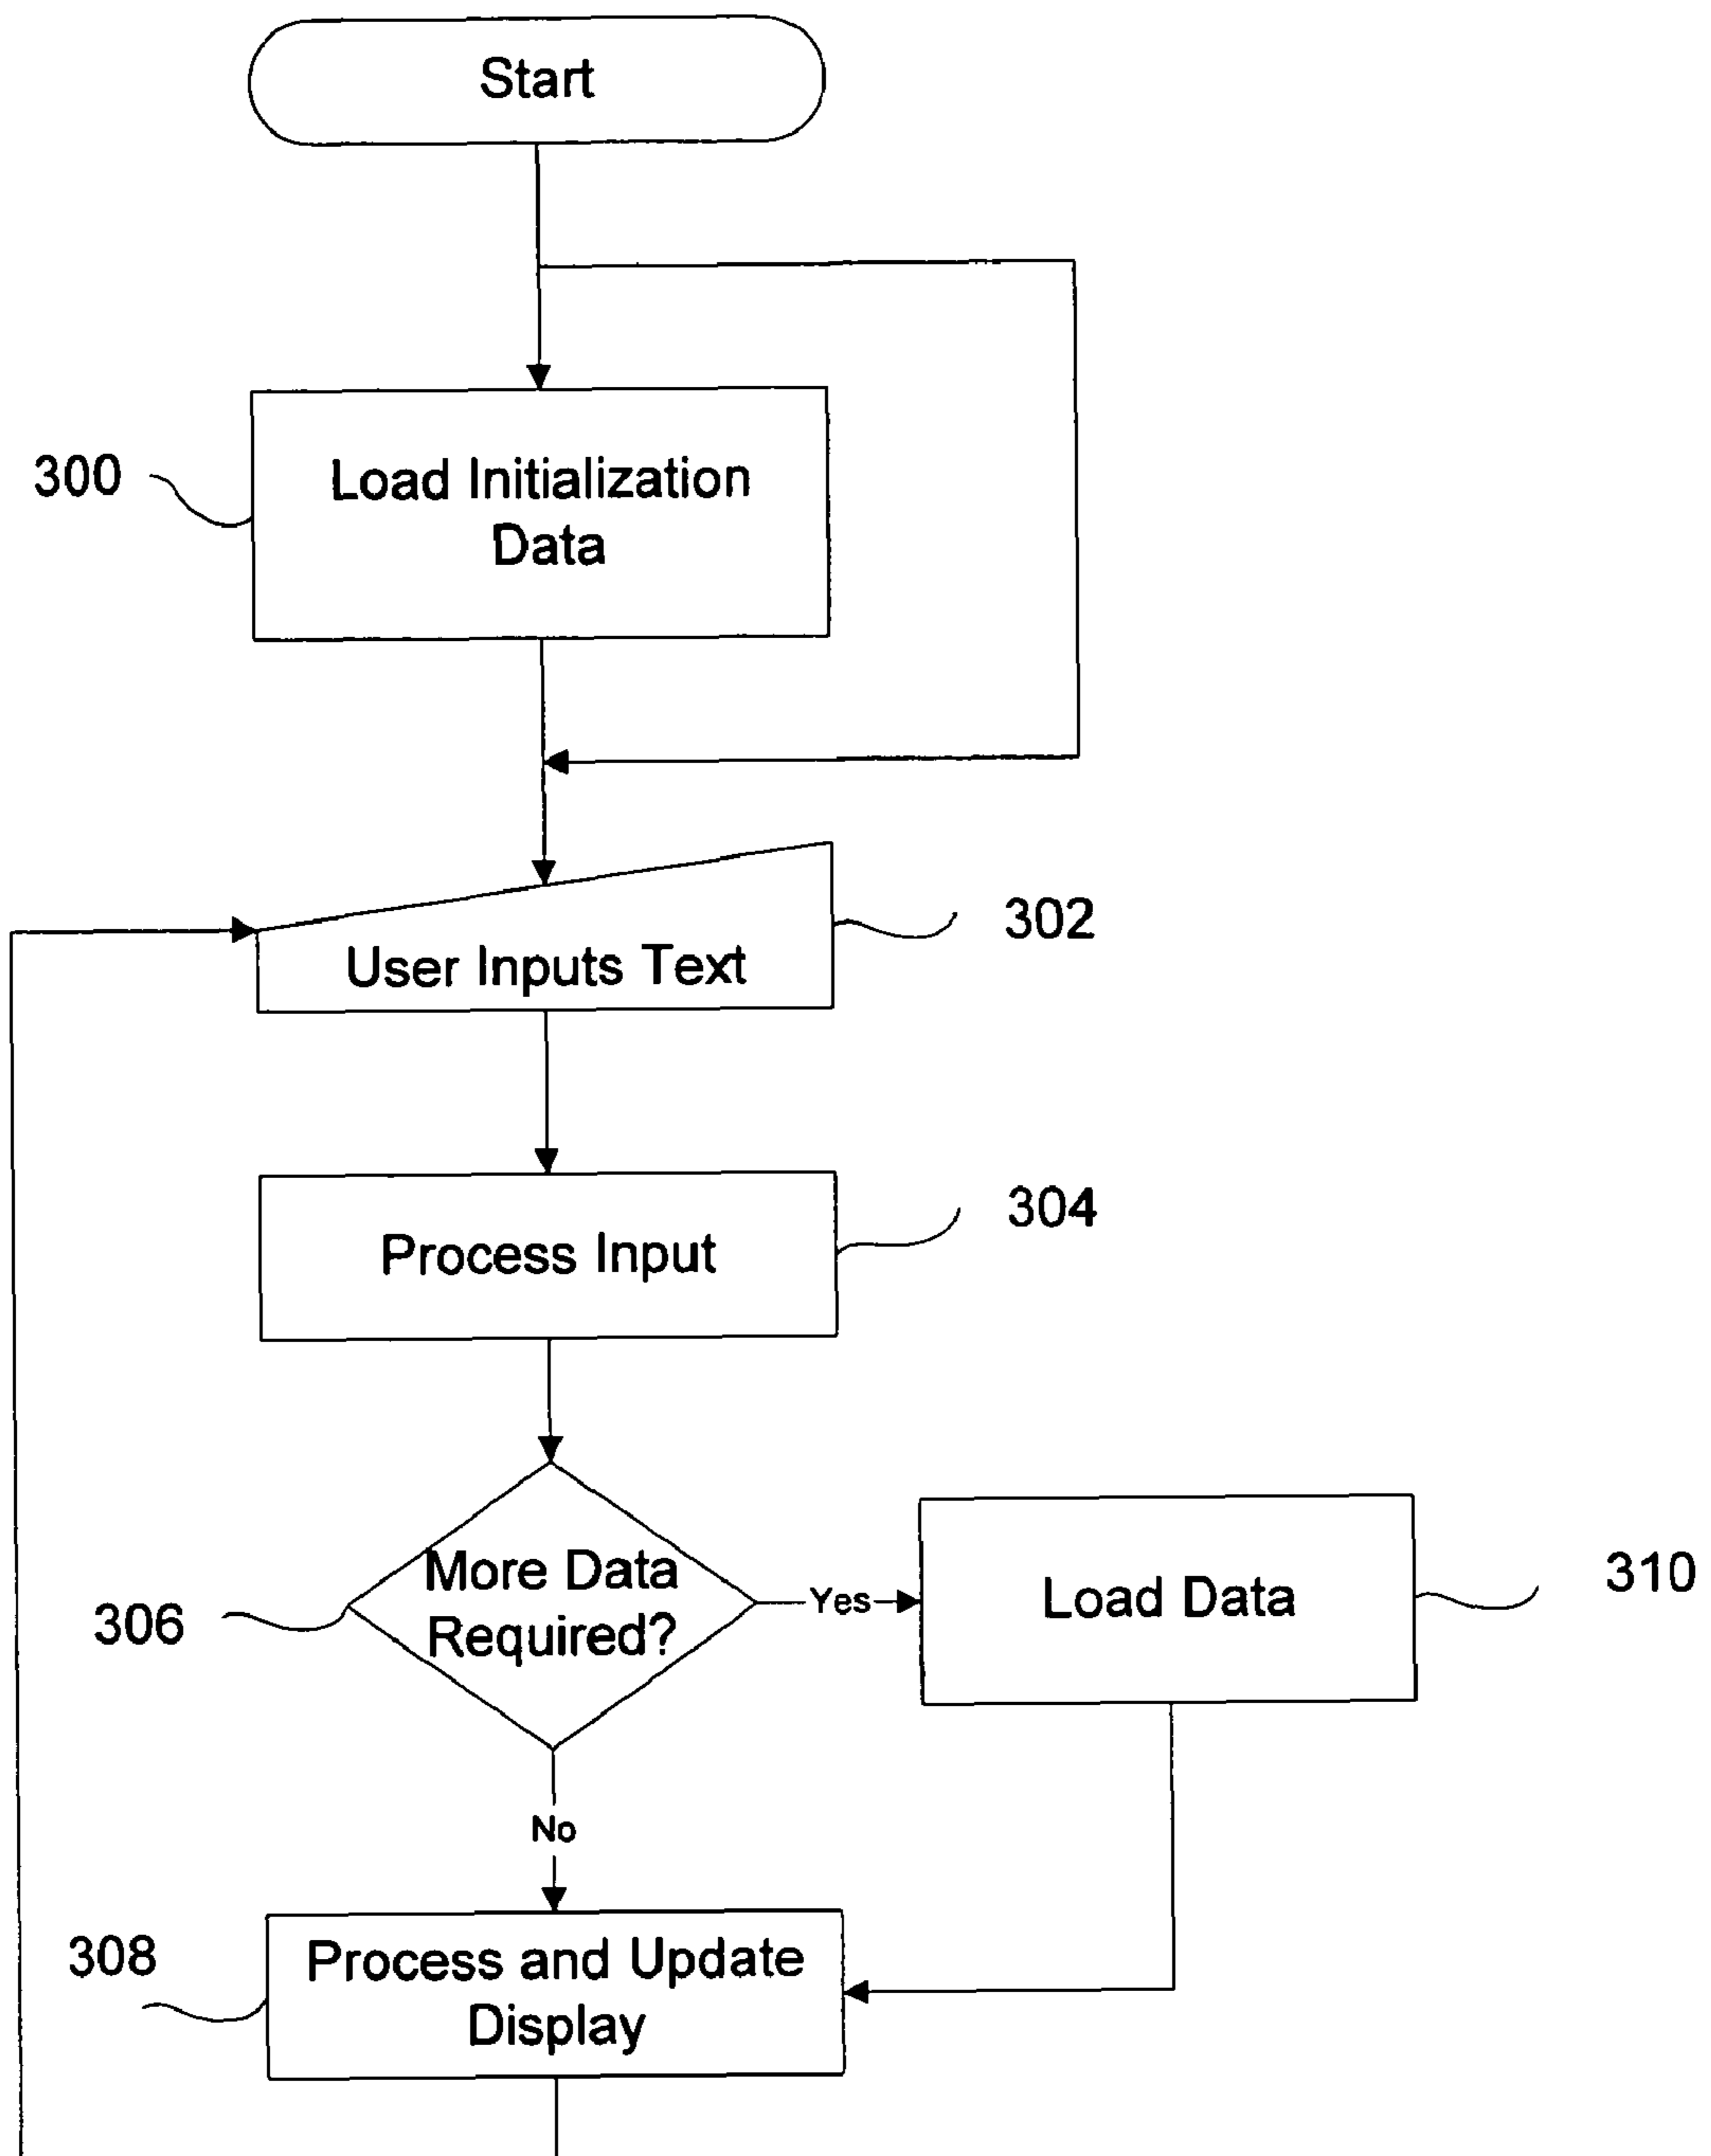 Start
300
Load Initialization
Data
302
User Inputs Text
304
Process Input
306
More Data
Required?
Yes
Load Data
310
No
308
Process and Update
Display